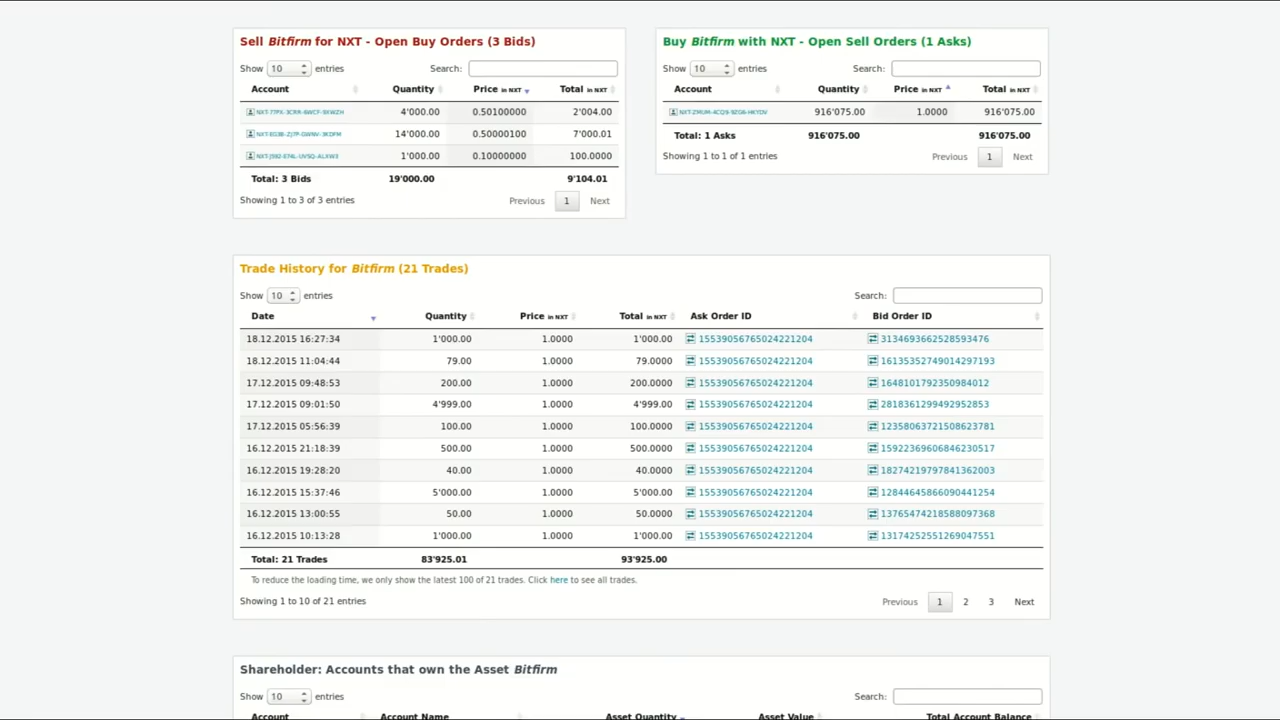 Sell Bitfirm for NXT - Open Buy Orders (3 Bids)
Show 10 entries Search:
Account Quantity Price in NXT Total in NXT
4'000.00 0.50100000 2'004.00
14'000.00 0.50000100 7'000.01
1'000.00 0.10000000 100.0000
Total: 3 Bids 19'000.00 9'104.01
Showing 1 to 3 of 3 entries Previous 1 Next
Buy Bitfirm with NXT - Open Sell Orders (1 Asks)
Show 10 entries Search:
Account Quantity Price in NXT Total in NXT
916'075.00 1.0000 916'075.00
Total: 1 Asks 916'075.00 916'075.00
Showing 1 to 1 of 1 entries Previous 1 Next
Trade History for Bitfirm (21 Trades)
Show 10 entries Search:
Date Quantity Price in NXT Total in NXT Ask Order ID Bid Order ID
18.12.2015 16:27:34 1'000.00 1.0000 1'000.00 15539056765024221204 3134693662528593476
18.12.2015 11:04:44 79.00 1.0000 79.0000 15539056765024221204 16135352749014297193
17.12.2015 09:48:53 200.00 1.0000 200.0000 15539056765024221204 1648101792350984012
17.12.2015 09:01:50 4'999.00 1.0000 4'999.00 15539056765024221204 2818361299492952853
17.12.2015 05:56:39 100.00 1.0000 100.0000 15539056765024221204 12358063721508623781
16.12.2015 21:18:39 500.00 1.0000 500.0000 15539056765024221204 15922369606846230517
16.12.2015 19:28:20 40.00 1.0000 40.0000 15539056765024221204 18274219797841362003
16.12.2015 15:37:46 5'000.00 1.0000 5'000.00 15539056765024221204 12844645866090441254
16.12.2015 13:00:55 50.00 1.0000 50.0000 15539056765024221204 13765474218588097368
16.12.2015 10:13:28 1'000.00 1.0000 1'000.00 15539056765024221204 13174252551269047551
Total: 21 Trades 83'925.01 93'925.00
To reduce the loading time, we only show the latest 100 of 21 trades. Click here to see all trades.
Showing 1 to 10 of 21 entries Previous 1 2 3 Next
Shareholder: Accounts that own the Asset Bitfirm
Show 10 entries Search:
Account Account Name Asset Quantity Asset Value Total Account Balance